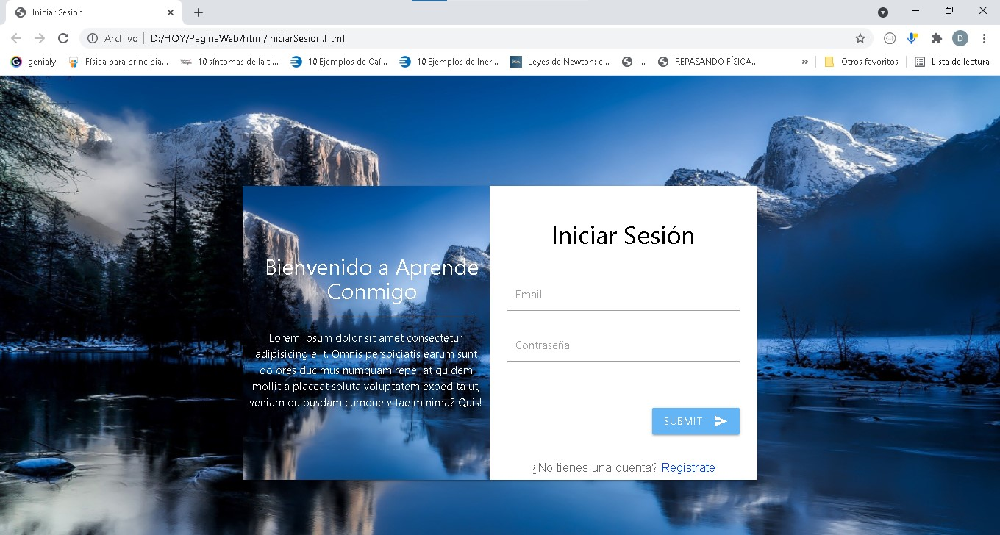 Iniciar Sesión
Archivo
D:/HOY/PaginaWeb/html/IniciarSesion.html
D
genialy
Física para principia...
10 síntomas de la ti...
10 Ejemplos de Caí...
10 Ejemplos de Iner...
Leyes de Newton: c...
...
REPASANDO FÍSICA...
»
Otros favoritos
Lista de lectura
Bienvenido a Aprende
Conmigo
Lorem ipsum dolor sit amet consectetur
adipisicing elit. Omnis perspiciatis earum sunt
dolores ducimus numquam repellat quidem
mollitia placeat soluta voluptatem expedita ut,
veniam quibusdam cumque vitae minima? Quis!
Iniciar Sesión
Email
Contraseña
SUBMIT
¿No tienes una cuenta? Registrate